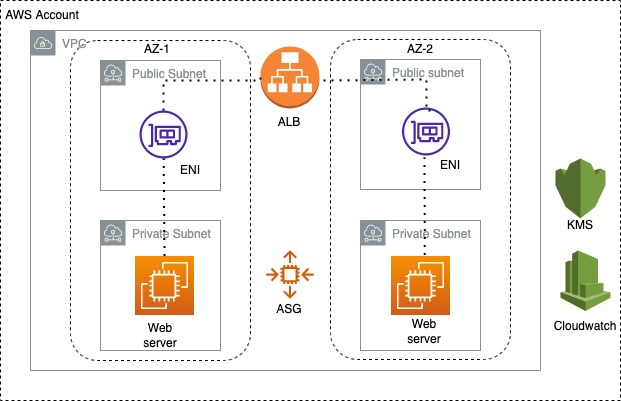 AWS Account
VPC
AZ-1
AZ-2
Public Subnet
Public subnet
ALB
ENI
ENI
Private Subnet
Private Subnet
KMS
ASG
Web
server
Web
server
Cloudwatch